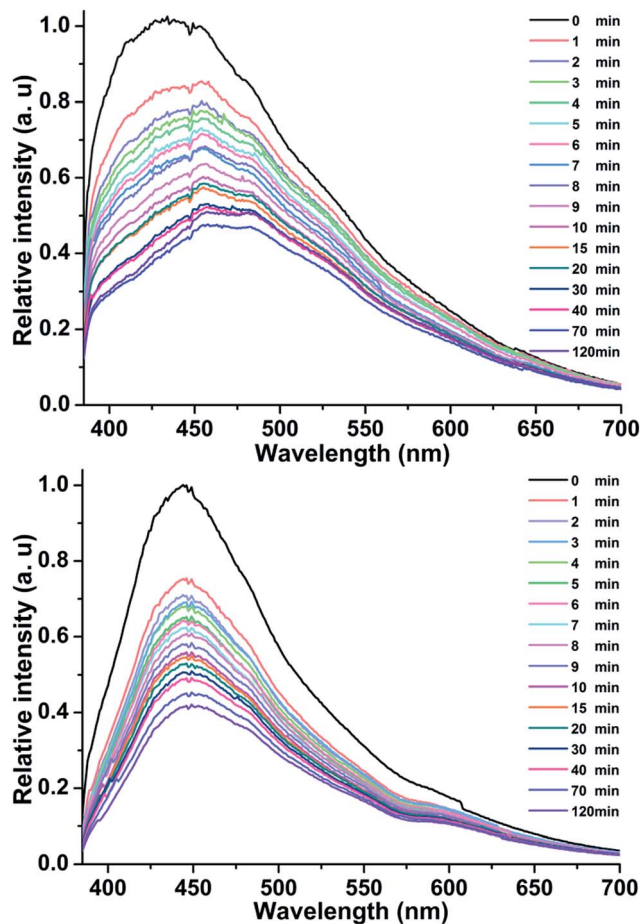 Relative intensity (a. u)
1.0
0.8
0.6
0.4
0.2
0.0
400 450 500 550 600 650 700
Wavelength (nm)
0 min
1 min
2 min
3 min
4 min
5 min
6 min
7 min
8 min
9 min
10 min
15 min
20 min
30 min
40 min
70 min
120min
Relative intensity (a. u)
1.0
0.8
0.6
0.4
0.2
0.0
400 450 500 550 600 650 700
Wavelength (nm)
0 min
1 min
2 min
3 min
4 min
5 min
6 min
7 min
8 min
9 min
10 min
15 min
20 min
30 min
40 min
70 min
120min